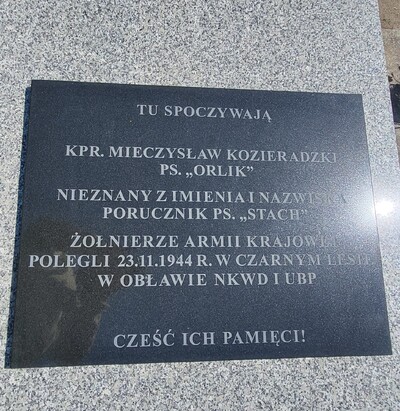 TU SPOCZYWAJĄ
KPR. MIECZYSŁAW KOZIERADZKI
PS. „ORLIK”
NIEZNANY Z IMIENIA I NAZWISKA
PORUCZNIK PS. „STACH”
ŻOŁNIERZE ARMII KRAJOWEJ
POLEGLI 23.11.1944 R. W CZARNYM LESIE
W OBŁAWIE NKWD I UBP
CZEŚĆ ICH PAMIĘCI!